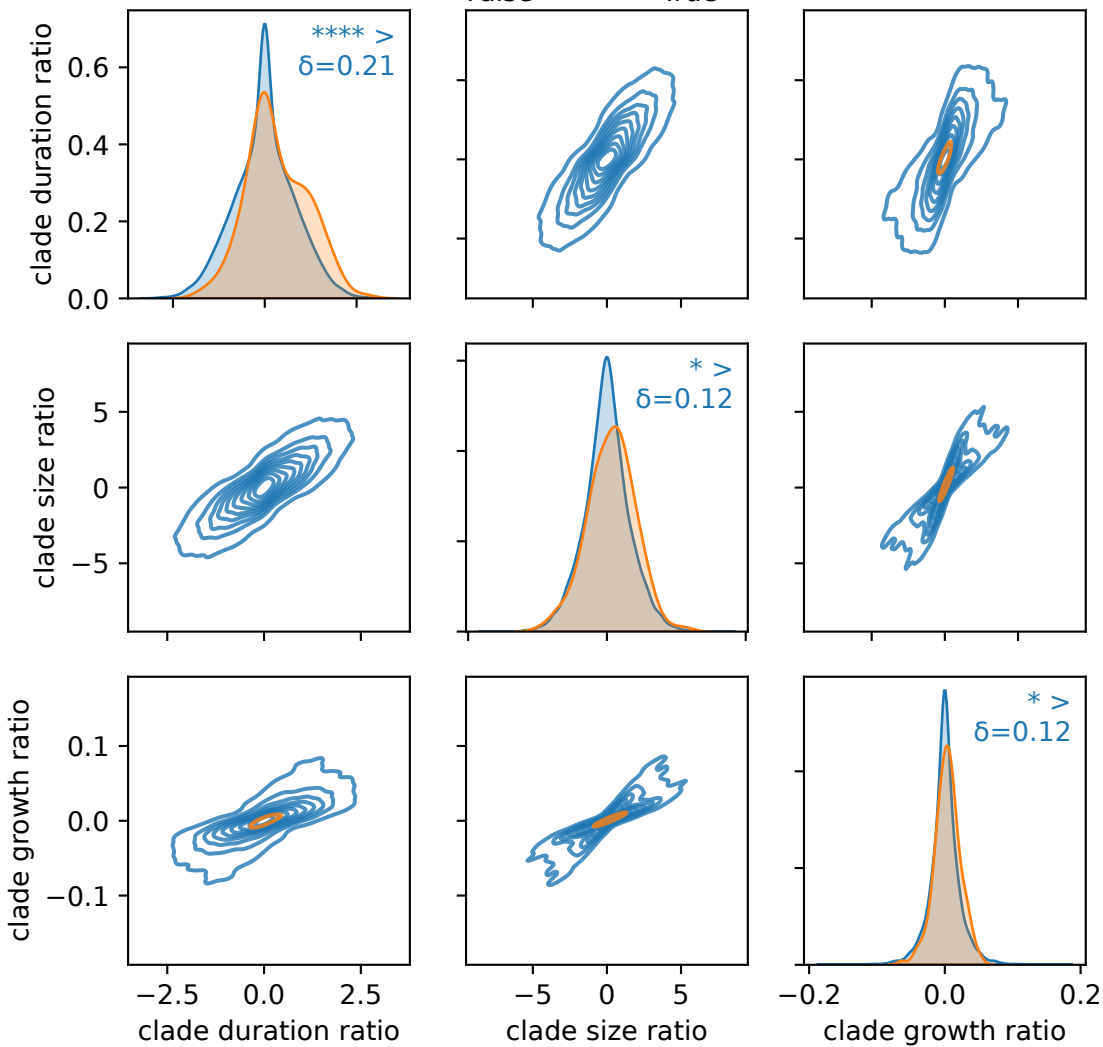 clade duration ratio
0.6
0.4
0.2
0.0
**** >
δ=0.21
clade size ratio
5
0
−5
* >
δ=0.12
clade growth ratio
0.1
0.0
−0.1
* >
δ=0.12
−2.5 0.0 2.5
−5 0 5
−0.2 0.0 0.2
clade duration ratio
clade size ratio
clade growth ratio